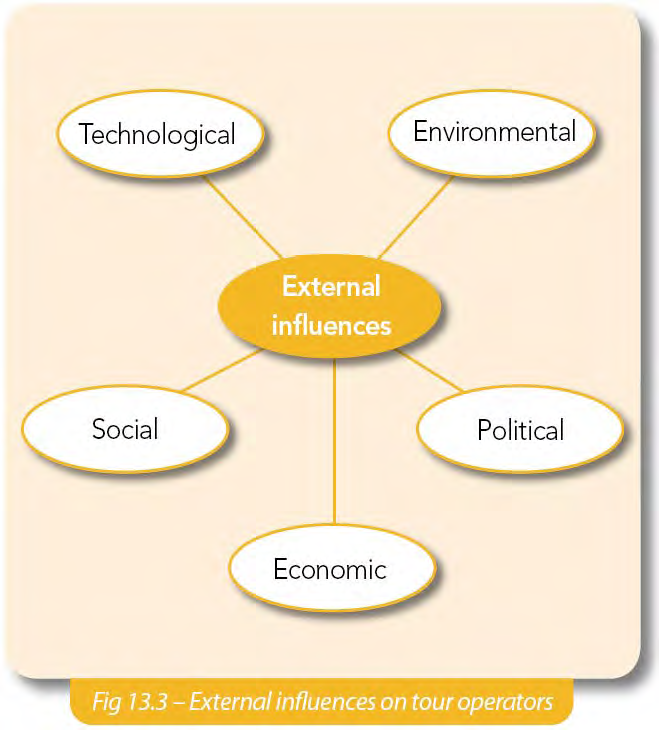 Technological
Environmental
External
influences
Social
Political
Economic
Fig 13.3 – External influences on tour operators